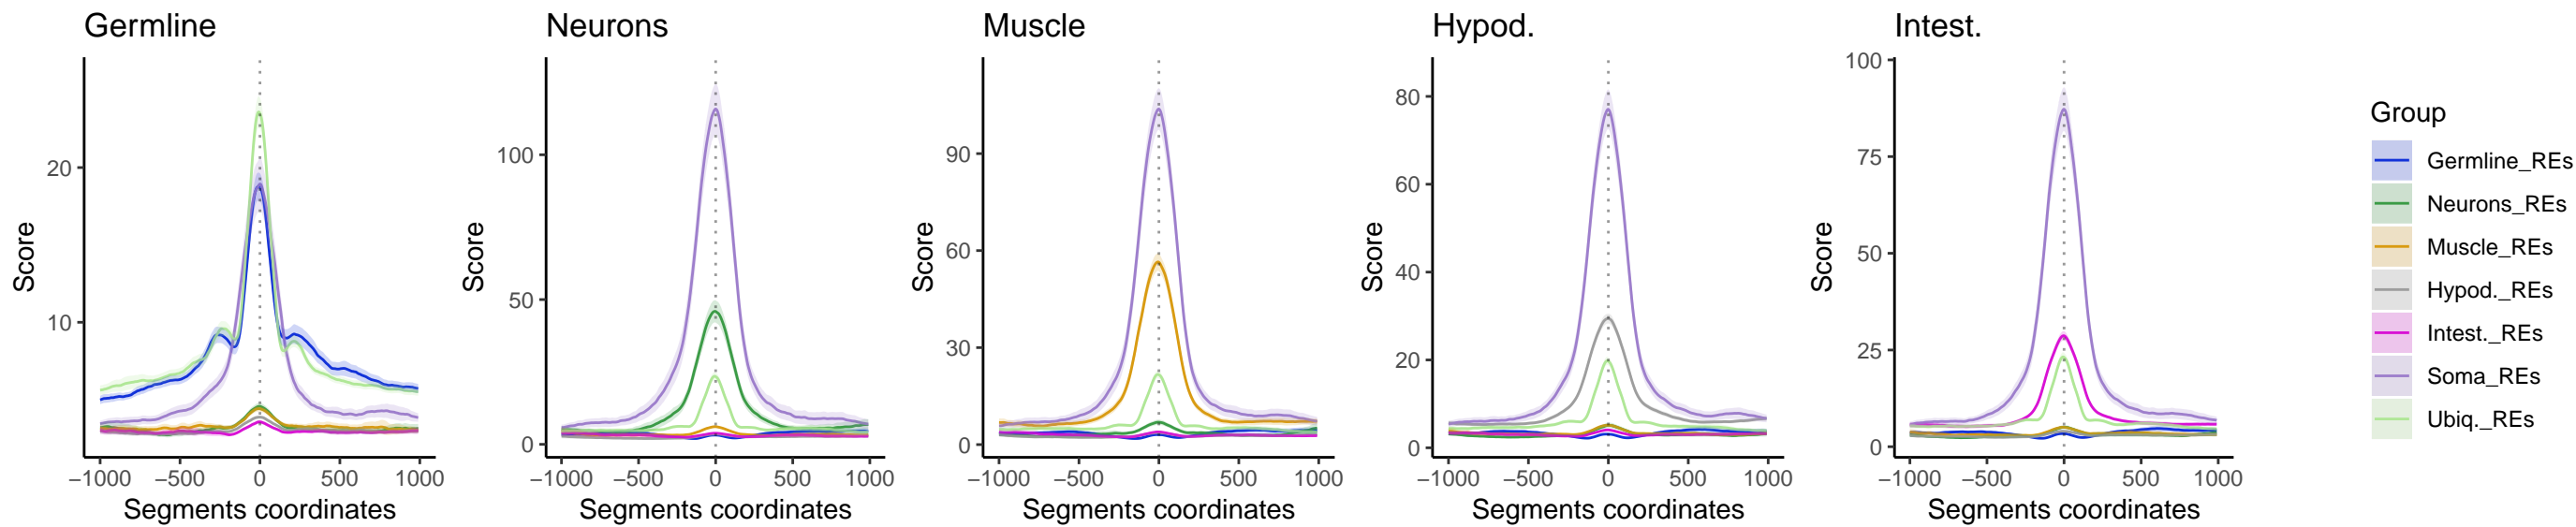 Germline
Score
20
10
−1000 −500 0 500 1000
Segments coordinates
Neurons
Score
100
50
0
−1000 −500 0 500 1000
Segments coordinates
Muscle
Score
90
60
30
0
−1000 −500 0 500 1000
Segments coordinates
Hypod.
Score
80
60
40
20
0
−1000 −500 0 500 1000
Segments coordinates
Intest.
Score
100
75
50
25
0
−1000 −500 0 500 1000
Segments coordinates
Group
Germline_REs
Neurons_REs
Muscle_REs
Hypod._REs
Intest._REs
Soma_REs
Ubiq._REs